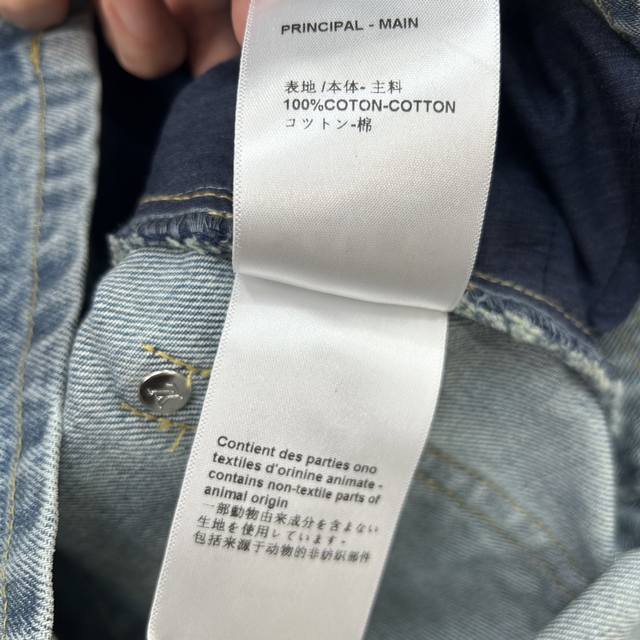 PRINCIPAL - MAIN
表地 /本体- 主料
100%COTON-COTTON
コツトン-棉
Contient des parties ono
textiles d'orinine animate -
contains non-textile parts of
animal origin
一部動物由来成分を含まない
生地を使用しています。
包括来源于动物的非纺织部件